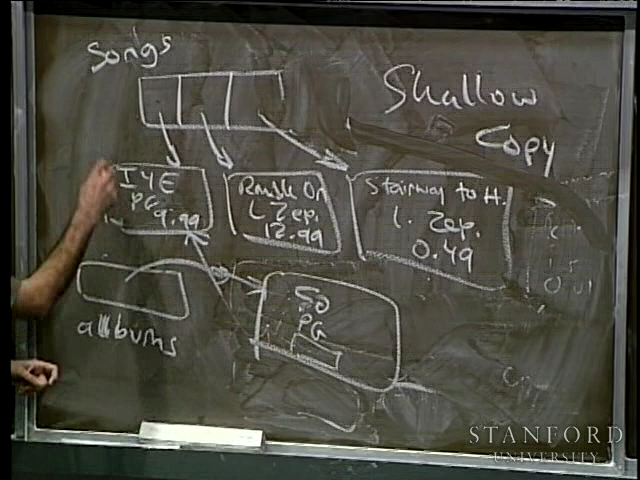 Songs
Shallow
Copy
I Y E
PG
9.99
Ramble On
L Zep.
12.99
Stairway to H.
L. Zep.
0.49
albums
SO
PG
STANFORD
UNIVERSITY